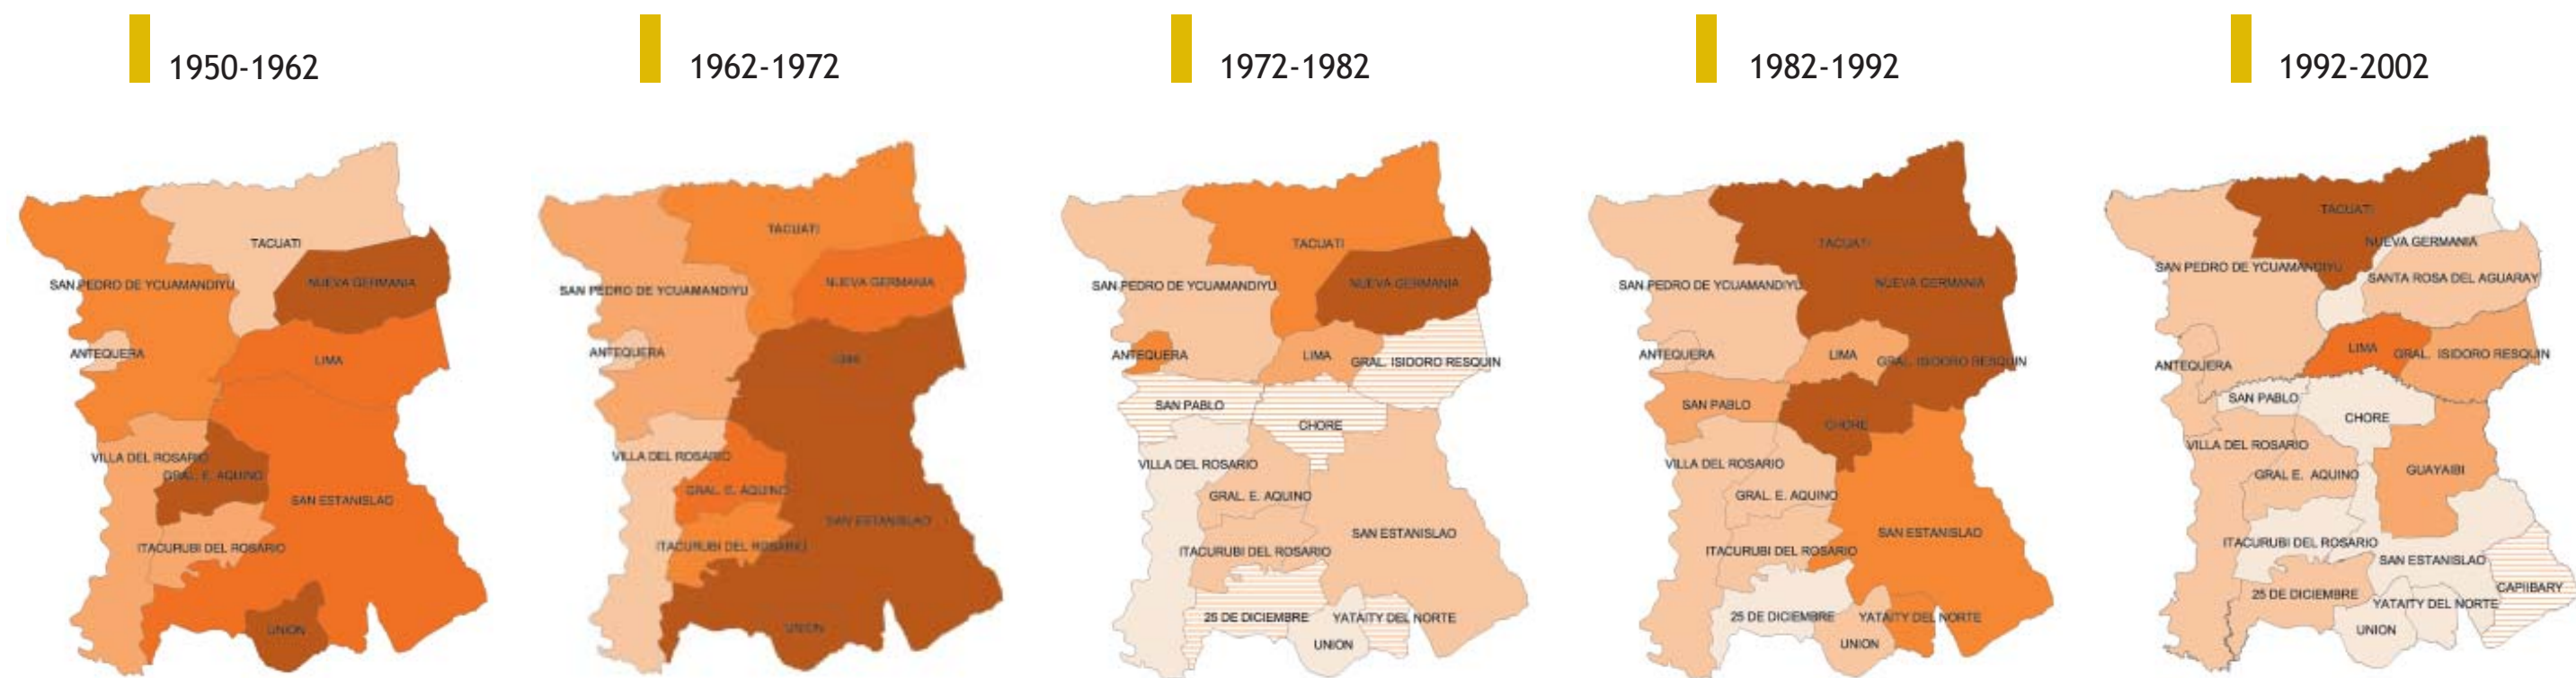 1950-1962
TACUATI
NUEVA GERMANIA
SAN PEDRO DE YCUAMANDIYU
ANTEQUERA
LIMA
VILLA DEL ROSARIO
GRAL. E. AQUINO
SAN ESTANISLAO
ITACURUBI DEL ROSARIO
UNION
1962-1972
TACUATI
NUEVA GERMANIA
SAN PEDRO DE YCUAMANDIYU
ANTEQUERA
LIMA
VILLA DEL ROSARIO
GRAL. E. AQUINO
SAN ESTANISLAO
ITACURUBI DEL ROSARIO
UNION
1972-1982
TACUATI
SAN PEDRO DE YCUAMANDIYU
NUEVA GERMANIA
ANTEQUERA
LIMA
GRAL. ISIDORO RESQUIN
SAN PABLO
CHORE
VILLA DEL ROSARIO
GRAL. E. AQUINO
SAN ESTANISLAO
ITACURUBI DEL ROSARIO
25 DE DICIEMBRE
YATAITY DEL NORTE
UNION
1982-1992
TACUATI
SAN PEDRO DE YCUAMANDIYU
NUEVA GERMANIA
ANTEQUERA
LIMA
GRAL. ISIDORO RESQUIN
SAN PABLO
CHORE
VILLA DEL ROSARIO
GRAL. E. AQUINO
SAN ESTANISLAO
ITACURUBI DEL ROSARIO
25 DE DICIEMBRE
YATAITY DEL NORTE
UNION
1992-2002
TACUATI
NUEVA GERMANIA
SAN PEDRO DE YCUAMANDIYU
SANTA ROSA DEL AGUARAY
LIMA
GRAL. ISIDORO RESQUIN
ANTEQUERA
SAN PABLO
CHORE
VILLA DEL ROSARIO
GRAL. E. AQUINO
GUAYAIBI
ITACURUBI DEL ROSARIO
SAN ESTANISLAO
CAPIIBARY
25 DE DICIEMBRE
YATAITY DEL NORTE
UNION